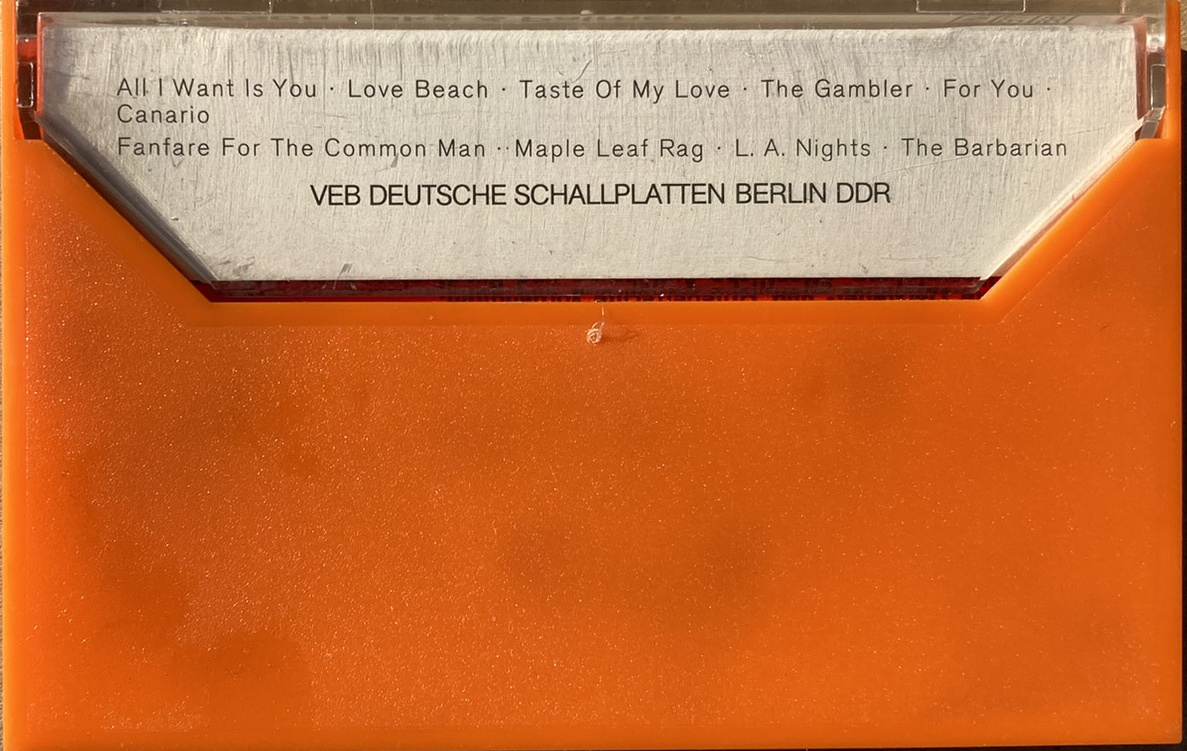 All I Want Is You · Love Beach · Taste Of My Love · The Gambler · For You ·
Canario
Fanfare For The Common Man ·· Maple Leaf Rag · L. A. Nights · The Barbarian
VEB DEUTSCHE SCHALLPLATTEN BERLIN DDR